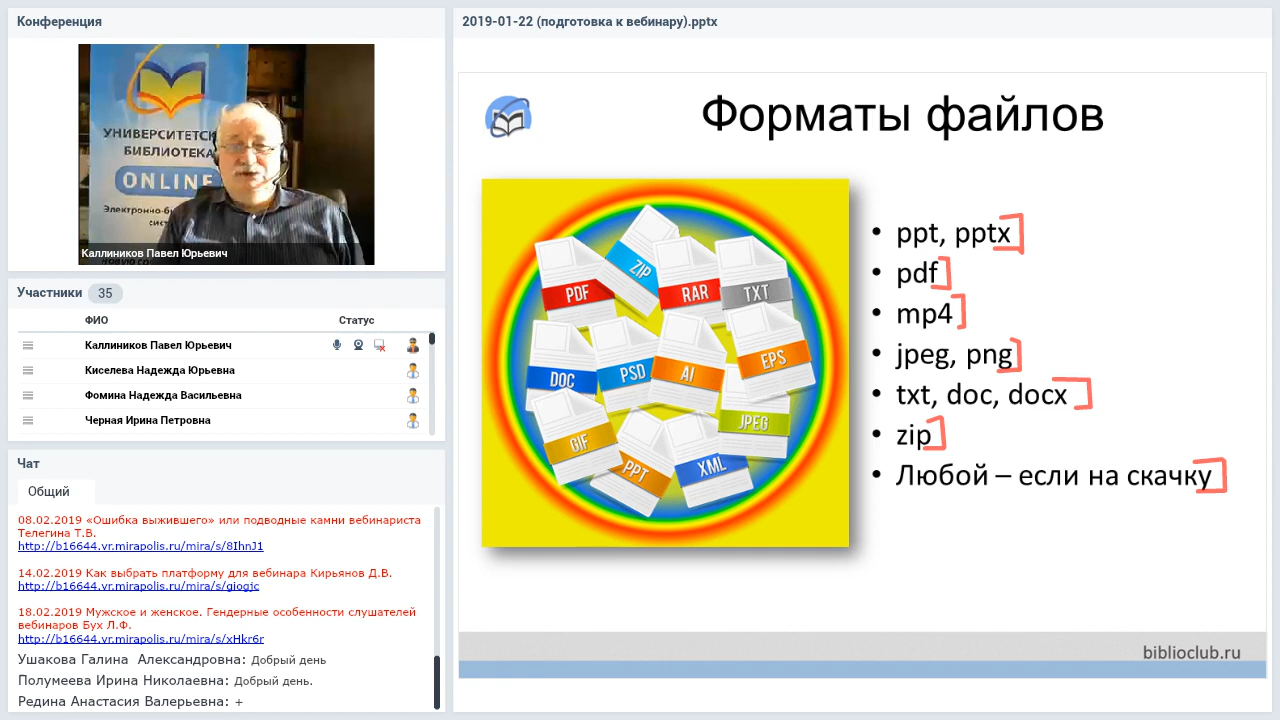 Конференция
УНИВЕРСИТЕТСК
БИБЛИОТЕКА
ONLINE
Каллиников Павел Юрьевич
Участники 35
ФИО Статус
Каллиников Павел Юрьевич
Киселева Надежда Юрьевна
Фомина Надежда Васильевна
Черная Ирина Петровна
Чат
Общий
08.02.2019 «Ошибка выжившего» или подводные камни вебинариста
Телегина Т.В.
http://b16644.vr.mirapolis.ru/mira/s/8IhnJ1
14.02.2019 Как выбрать платформу для вебинара Кирьянов Д.В.
http://b16644.vr.mirapolis.ru/mira/s/giogjc
18.02.2019 Мужское и женское. Гендерные особенности слушателей
вебинаров Бух Л.Ф.
http://b16644.vr.mirapolis.ru/mira/s/xHkr6r
Ушакова Галина Александровна: Добрый день
Полумеева Ирина Николаевна: Добрый день.
Редина Анастасия Валерьевна: +
2019-01-22 (подготовка к вебинару).pptx
Форматы файлов
ZIP
PDF
RAR
TXT
DOC
PSD
AI
EPS
GIF
PPT
XML
JPEG
• ppt, pptx
• pdf
• mp4
• jpeg, png
• txt, doc, docx
• zip
• Любой – если на скачку
biblioclub.ru